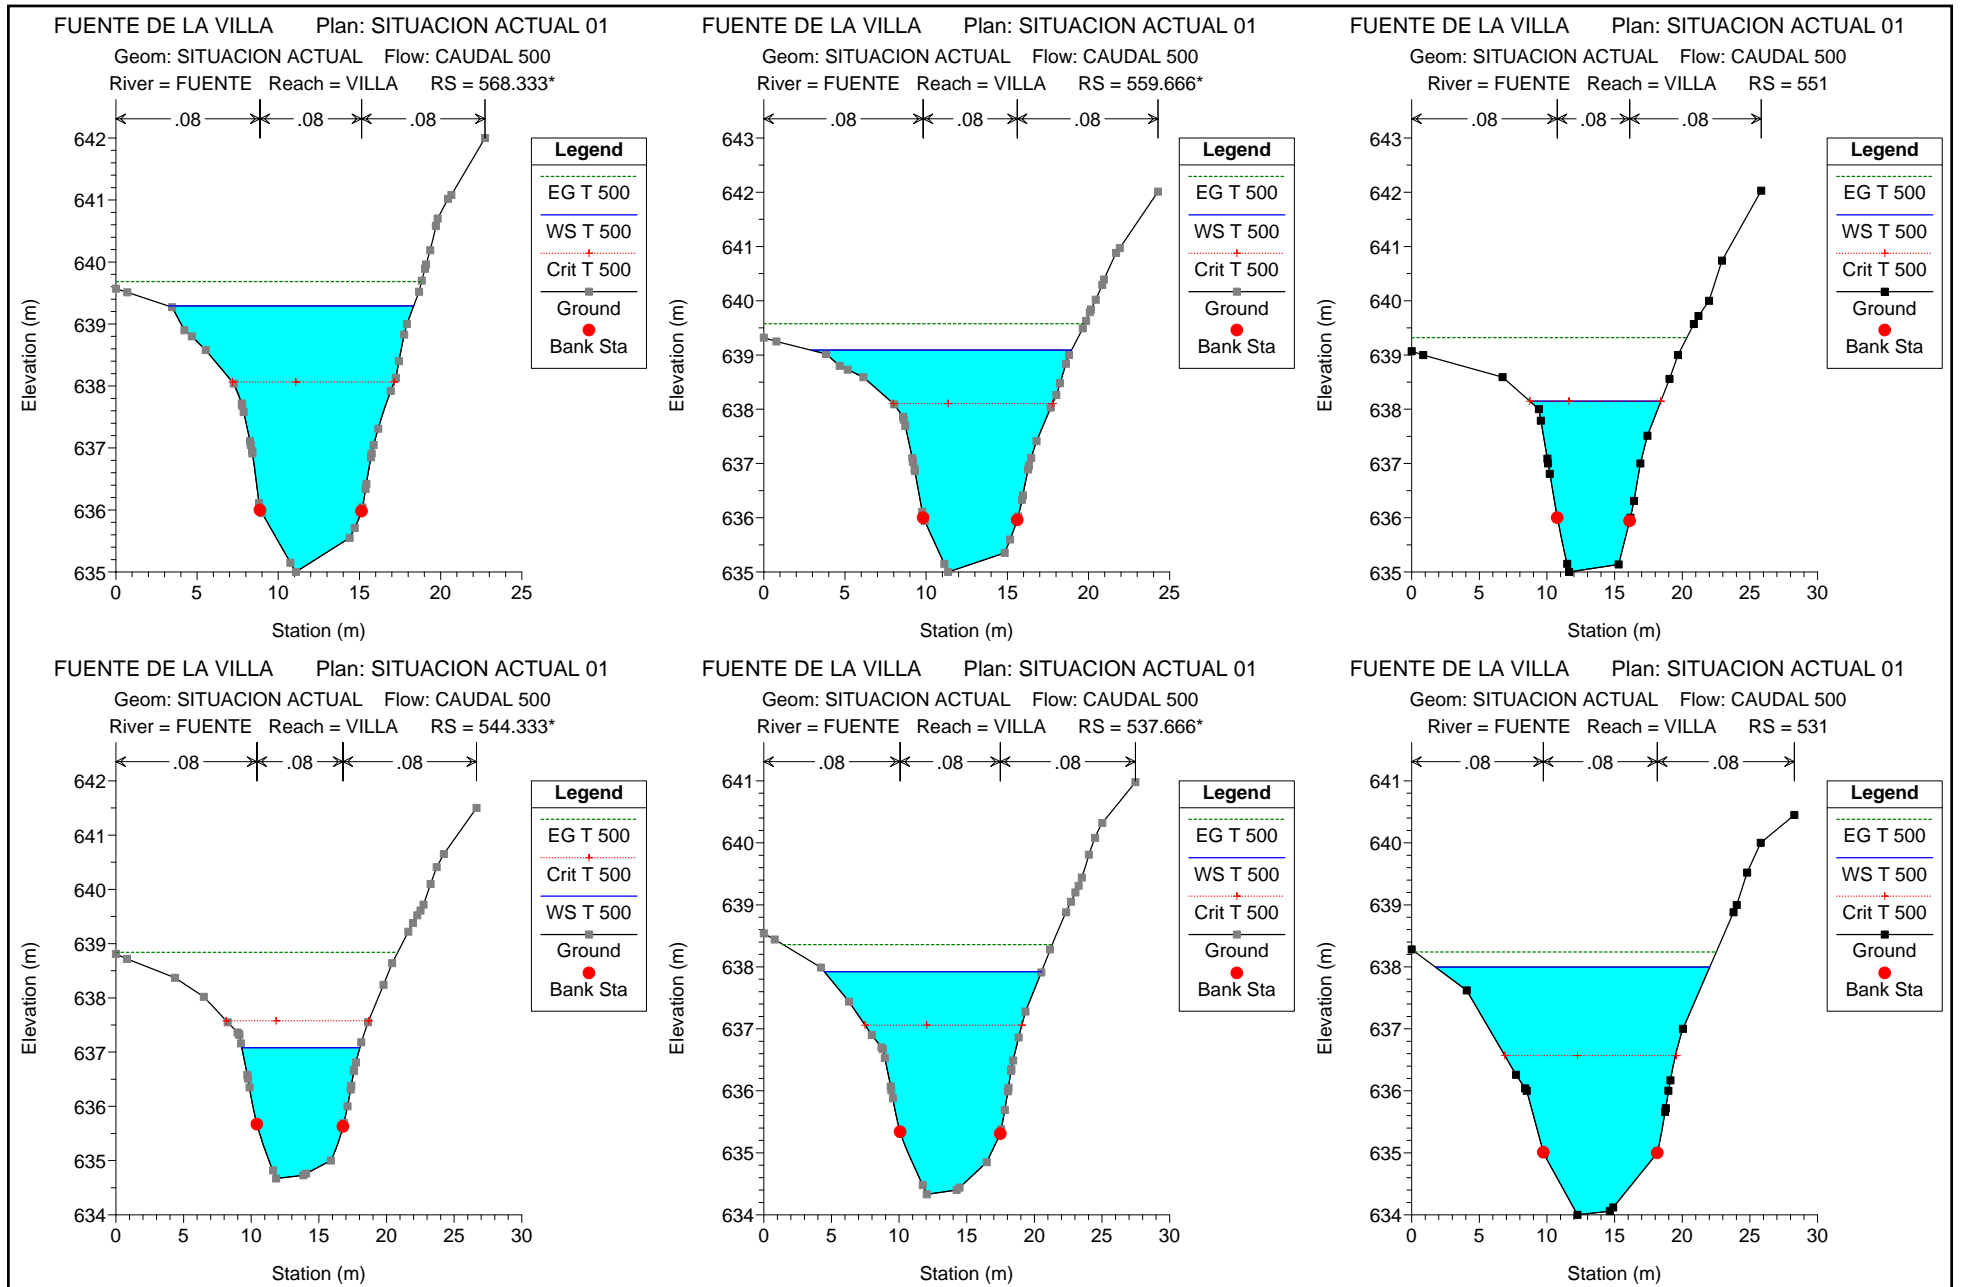 FUENTE DE LA VILLA Plan: SITUACION ACTUAL 01
Geom: SITUACION ACTUAL Flow: CAUDAL 500
River = FUENTE Reach = VILLA RS = 568.333*
.08 .08 .08
642
641
640
639
638
637
636
635
0 5 10 15 20 25
Station (m)
Elevation (m)
Legend
EG T 500
WS T 500
Crit T 500
Ground
Bank Sta
FUENTE DE LA VILLA Plan: SITUACION ACTUAL 01
Geom: SITUACION ACTUAL Flow: CAUDAL 500
River = FUENTE Reach = VILLA RS = 559.666*
.08 .08 .08
643
642
641
640
639
638
637
636
635
0 5 10 15 20 25
Station (m)
Elevation (m)
Legend
EG T 500
WS T 500
Crit T 500
Ground
Bank Sta
FUENTE DE LA VILLA Plan: SITUACION ACTUAL 01
Geom: SITUACION ACTUAL Flow: CAUDAL 500
River = FUENTE Reach = VILLA RS = 551
.08 .08 .08
643
642
641
640
639
638
637
636
635
0 5 10 15 20 25 30
Station (m)
Elevation (m)
Legend
EG T 500
WS T 500
Crit T 500
Ground
Bank Sta
FUENTE DE LA VILLA Plan: SITUACION ACTUAL 01
Geom: SITUACION ACTUAL Flow: CAUDAL 500
River = FUENTE Reach = VILLA RS = 544.333*
.08 .08 .08
642
641
640
639
638
637
636
635
634
0 5 10 15 20 25 30
Station (m)
Elevation (m)
Legend
EG T 500
Crit T 500
WS T 500
Ground
Bank Sta
FUENTE DE LA VILLA Plan: SITUACION ACTUAL 01
Geom: SITUACION ACTUAL Flow: CAUDAL 500
River = FUENTE Reach = VILLA RS = 537.666*
.08 .08 .08
641
640
639
638
637
636
635
634
0 5 10 15 20 25 30
Station (m)
Elevation (m)
Legend
EG T 500
WS T 500
Crit T 500
Ground
Bank Sta
FUENTE DE LA VILLA Plan: SITUACION ACTUAL 01
Geom: SITUACION ACTUAL Flow: CAUDAL 500
River = FUENTE Reach = VILLA RS = 531
.08 .08 .08
641
640
639
638
637
636
635
634
0 5 10 15 20 25 30
Station (m)
Elevation (m)
Legend
EG T 500
WS T 500
Crit T 500
Ground
Bank Sta